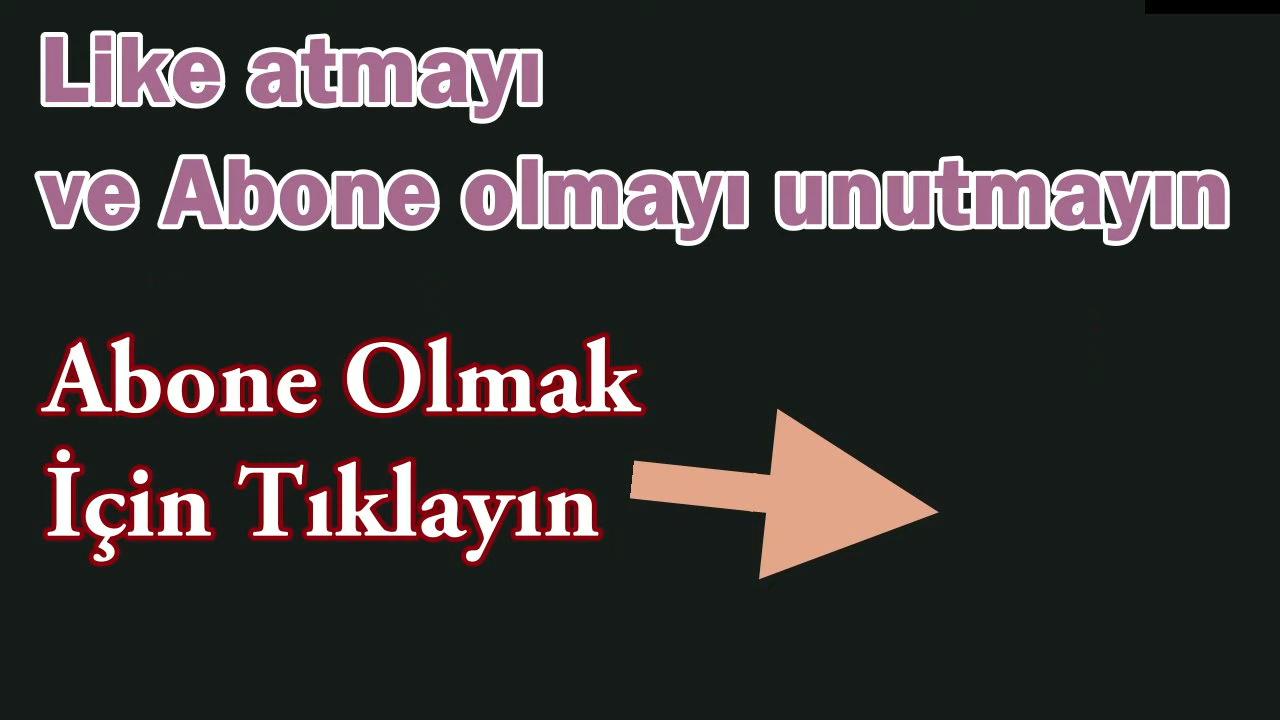 Like atmayı
ve Abone olmayı unutmayın
Abone Olmak
İçin Tıklayın